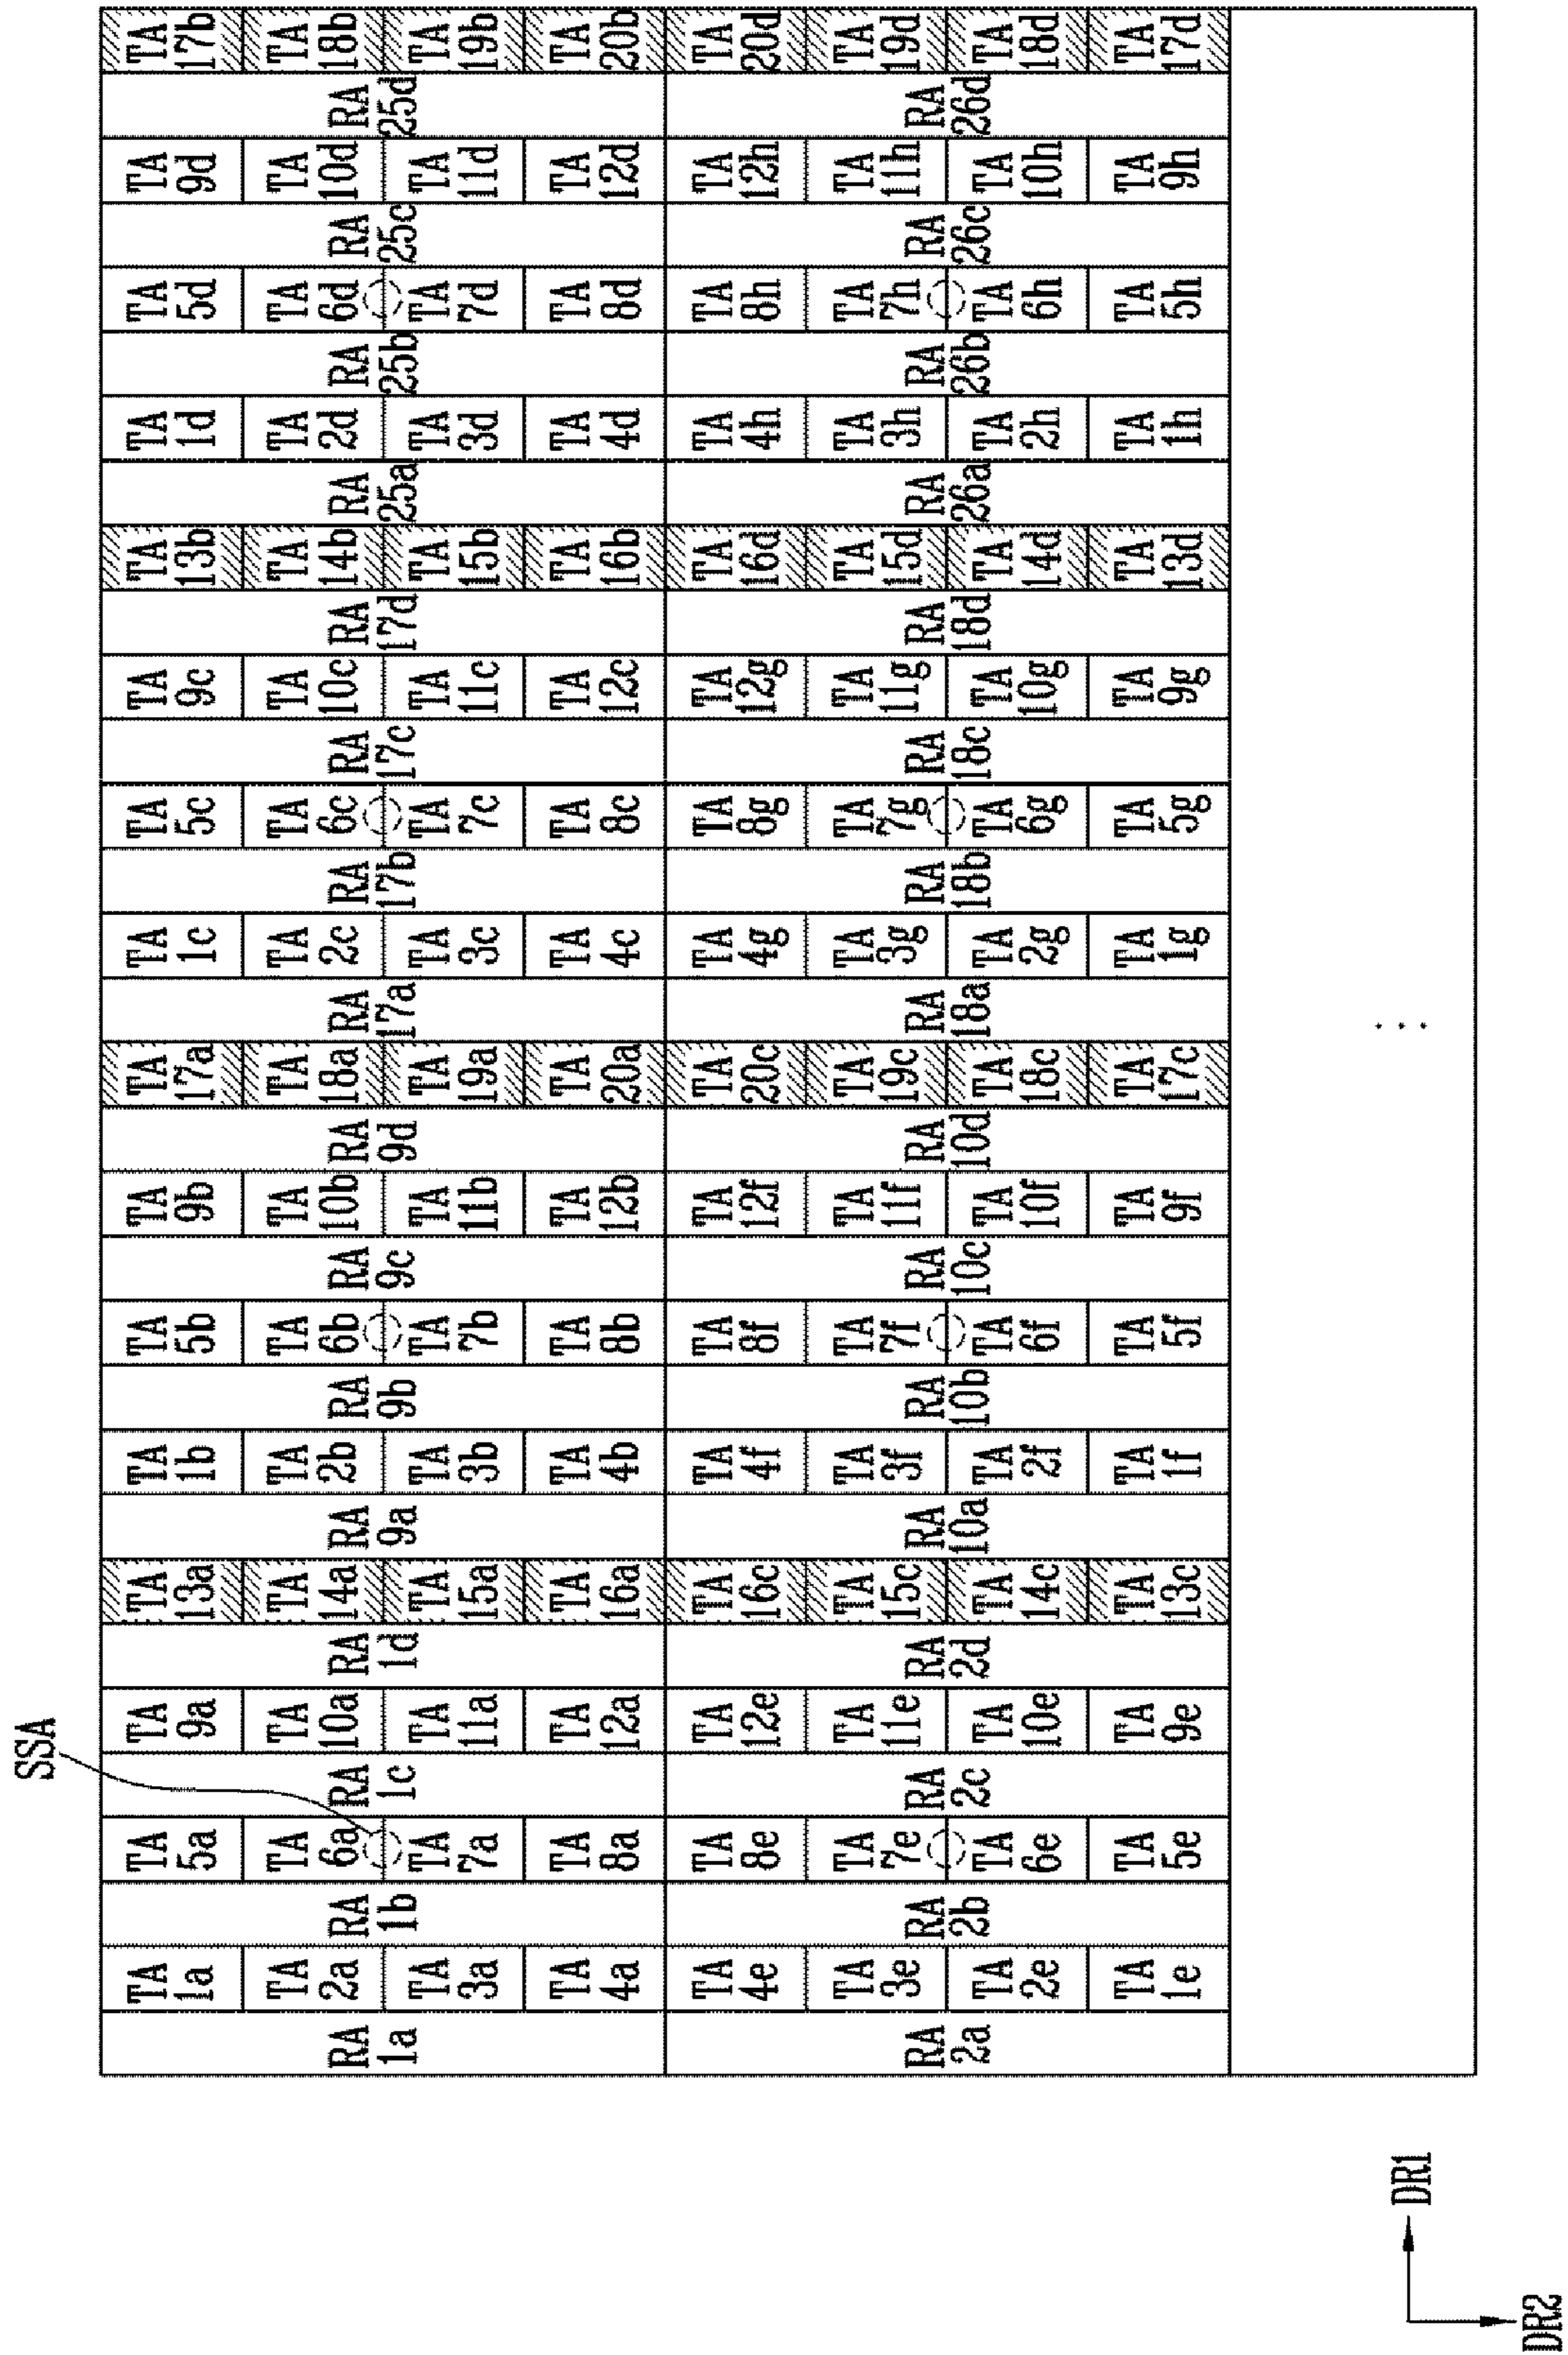 SSA
TA
1a
TA
5a
TA
9a
TA
13a
TA
1b
TA
5b
TA
9b
TA
17a
TA
1c
TA
5c
TA
9c
TA
13b
TA
1d
TA
5d
TA
9d
TA
17b
TA
2a
TA
6a
TA
10a
TA
14a
TA
2b
TA
6b
TA
10b
TA
18a
TA
2c
TA
6c
TA
10c
TA
14b
TA
2d
TA
6d
TA
10d
TA
18b
RA
1a
RA
1b
RA
1c
RA
1d
RA
9a
RA
9b
RA
9c
RA
9d
RA
17a
RA
17b
RA
17c
RA
17d
RA
25a
RA
25b
RA
25c
RA
25d
TA
3a
TA
7a
TA
11a
TA
15a
TA
3b
TA
7b
TA
11b
TA
19a
TA
3c
TA
7c
TA
11c
TA
15b
TA
3d
TA
7d
TA
11d
TA
19b
TA
4a
TA
8a
TA
12a
TA
16a
TA
4b
TA
8b
TA
12b
TA
20a
TA
4c
TA
8c
TA
12c
TA
16b
TA
4d
TA
8d
TA
12d
TA
20b
TA
4e
TA
8e
TA
12e
TA
16c
TA
4f
TA
8f
TA
12f
TA
20c
TA
4g
TA
8g
TA
12g
TA
16d
TA
4h
TA
8h
TA
12h
TA
20d
TA
3e
TA
7e
TA
11e
TA
15c
TA
3f
TA
7f
TA
11f
TA
19c
TA
3g
TA
7g
TA
11g
TA
15d
TA
3h
TA
7h
TA
11h
TA
19d
RA
2a
RA
2b
RA
2c
RA
2d
RA
10a
RA
10b
RA
10c
RA
10d
RA
18a
RA
18b
RA
18c
RA
18d
RA
26a
RA
26b
RA
26c
RA
26d
TA
2e
TA
6e
TA
10e
TA
14c
TA
2f
TA
6f
TA
10f
TA
18c
TA
2g
TA
6g
TA
10g
TA
14d
TA
2h
TA
6h
TA
10h
TA
18d
TA
1e
TA
5e
TA
9e
TA
13c
TA
1f
TA
5f
TA
9f
TA
17c
TA
1g
TA
5g
TA
9g
TA
13d
TA
1h
TA
5h
TA
9h
TA
17d
...
DR1
DR2